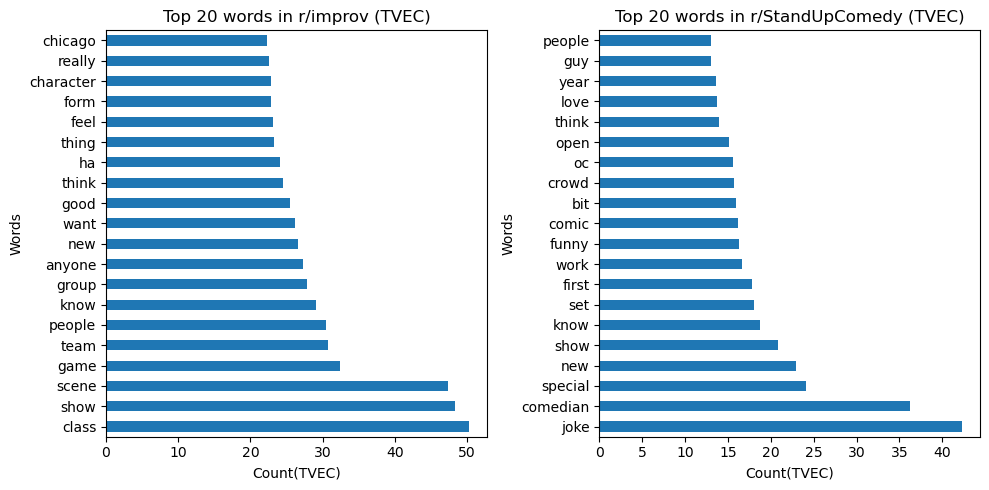 Top 20 words in r/improv (TVEC)
Words
chicago
really
character
form
feel
thing
ha
think
good
want
new
anyone
group
know
people
team
game
scene
show
class
0 10 20 30 40 50
Count(TVEC)
Top 20 words in r/StandUpComedy (TVEC)
Words
people
guy
year
love
think
open
oc
crowd
bit
comic
funny
work
first
set
know
show
new
special
comedian
joke
0 5 10 15 20 25 30 35 40
Count(TVEC)